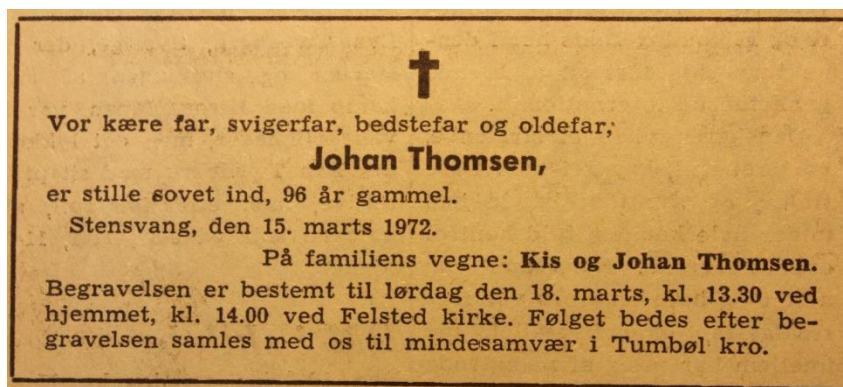 Vor kære far, svigerfar, bedstefar og oldefar,
Johan Thomsen,
er stille sovet ind, 96 år gammel.
Stensvang, den 15. marts 1972.
På familiens vegne: Kis og Johan Thomsen.
Begravelsen er bestemt til lørdag den 18. marts, kl. 13.30 ved
hjemmet, kl. 14.00 ved Felsted kirke. Følget bedes efter be-
gravelsen samles med os til mindesamvær i Tumbøl kro.